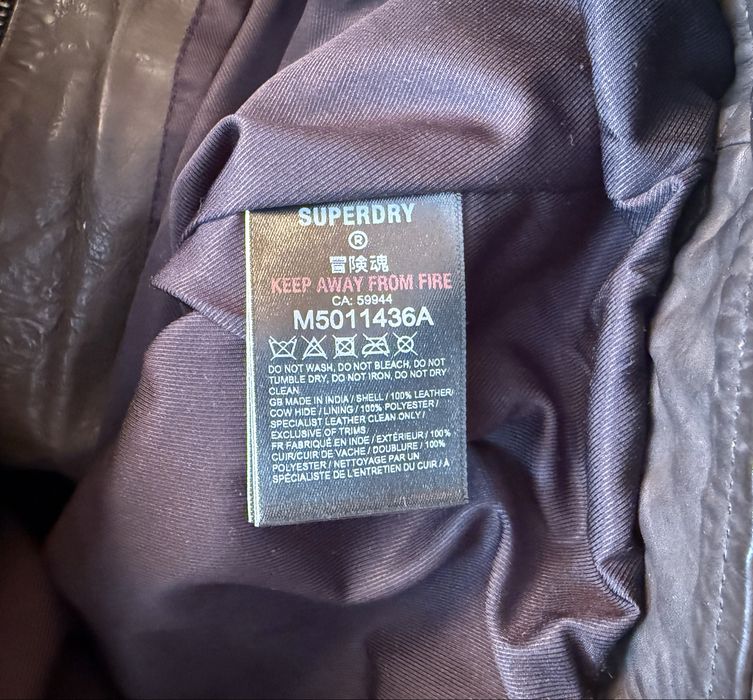 SUPERDRY
®
冒険魂
KEEP AWAY FROM FIRE
CA: 59944
M5011436A
DO NOT WASH, DO NOT BLEACH, DO NOT
TUMBLE DRY, DO NOT IRON, DO NOT DRY
CLEAN
GB MADE IN INDIA / SHELL / 100% LEATHER/
COW HIDE / LINING / 100% POLYESTER /
SPECIALIST LEATHER CLEAN ONLY /
EXCLUSIVE OF TRIMS
FR FABRIQUÉ EN INDE / EXTÉRIEUR / 100%
CUIR/CUIR DE VACHE / DOUBLURE / 100%
POLYESTER / NETTOYAGE PAR UN
SPÉCIALISTE DE L'ENTRETIEN DU CUIR / À